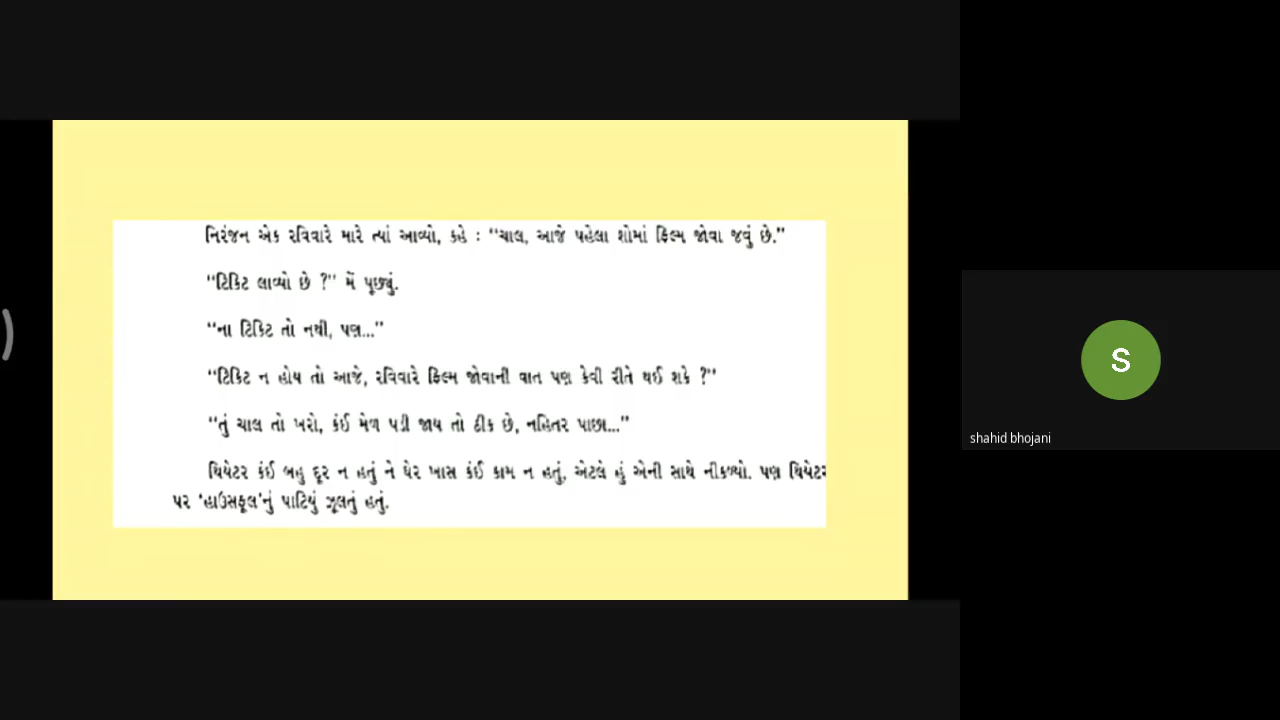 નિરંજન એક રવિવારે મારે ત્યાં આવ્યો, કહે : “ચાલ, આજે પહેલા શોમાં ફિલ્મ જોવા જવું છે.”
“ટિકિટ લાવ્યો છે ?” મેં પૂછ્યું.
“ના ટિકિટ તો નથી, પણ...”
“ટિકિટ ન હોય તો આજે, રવિવારે ફિલ્મ જોવાની વાત પણ કેવી રીતે થઈ શકે ?”
“તું ચાલ તો ખરો, કંઈ મેળ પડી જાય તો ઠીક છે, નહિતર પાછા...”
થિયેટર કંઈ બહુ દૂર ન હતું ને ઘેર ખાસ કંઈ કામ ન હતું, એટલે હું એની સાથે નીકળ્યો. પણ થિયેટર
પર ‘હાઉસફૂલ’નું પાટિયું ઝૂલતું હતું.
S
shahid bhojani